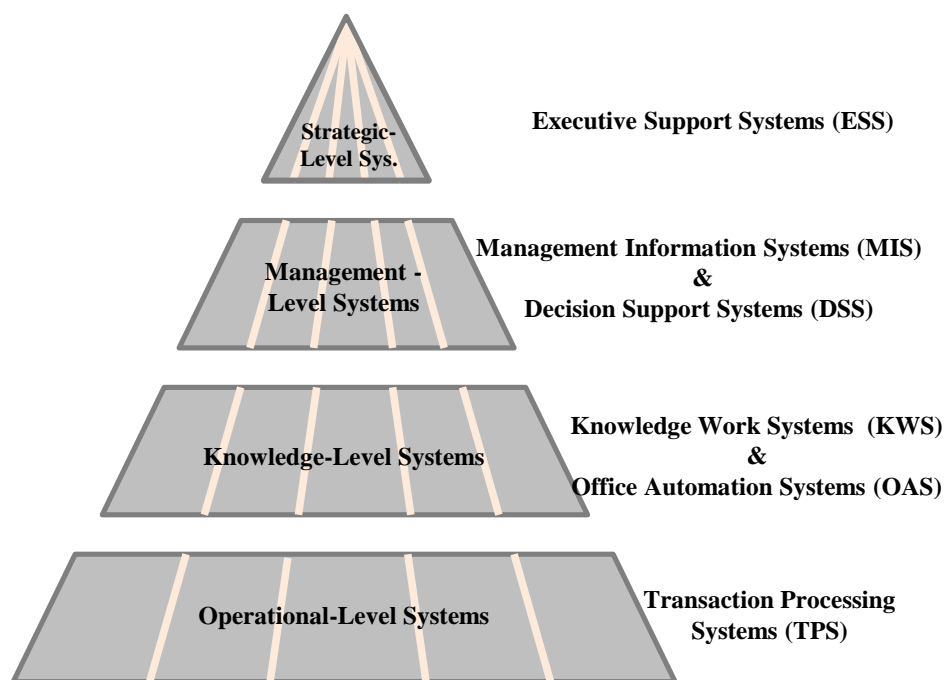 Strategic-
Level Sys.
Executive Support Systems (ESS)
Management -
Level Systems
Management Information Systems (MIS)
&
Decision Support Systems (DSS)
Knowledge-Level Systems
Knowledge Work Systems (KWS)
&
Office Automation Systems (OAS)
Operational-Level Systems
Transaction Processing
Systems (TPS)